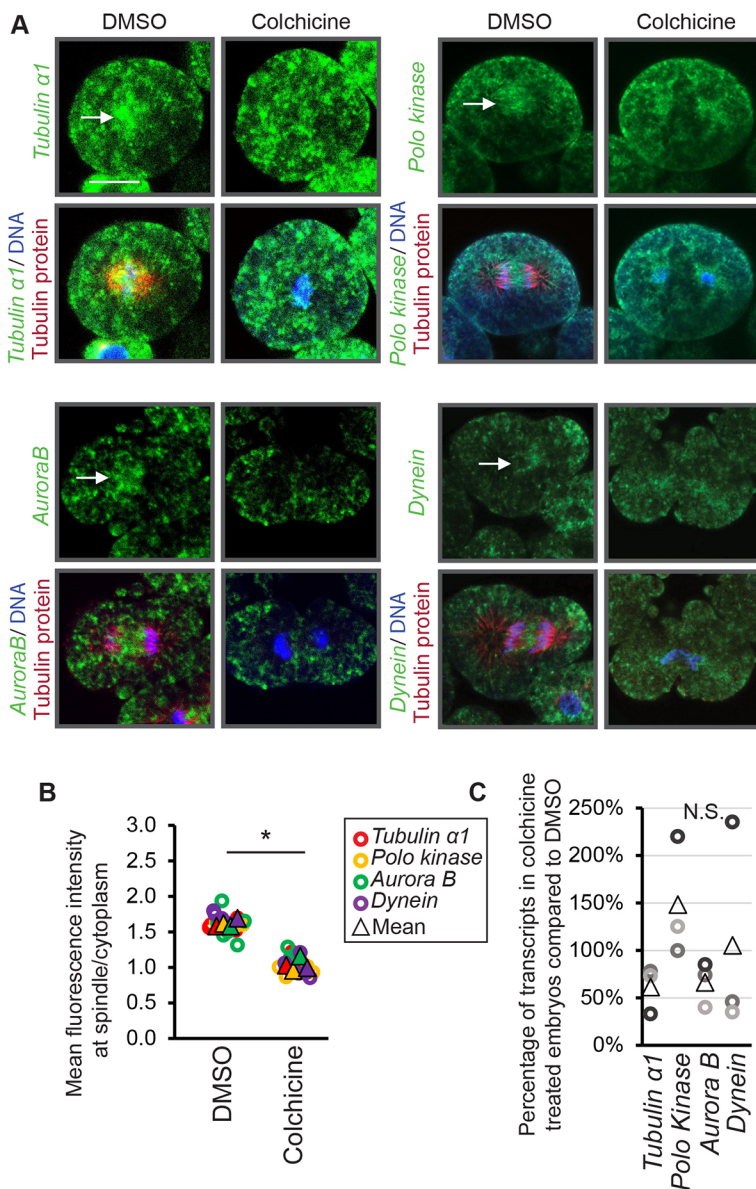 A
DMSO
Colchicine
DMSO
Colchicine
Tubulin α1
Polo kinase
Tubulin α1/ DNA
Tubulin protein
Polo kinase/ DNA
Tubulin protein
AuroraB
Dynein
AuroraB/ DNA
Tubulin protein
Dynein/ DNA
Tubulin protein
B
Mean fluorescence intensity
at spindle/cytoplasm
3.0
2.5
2.0
1.5
1.0
0.5
0.0
*
DMSO
Colchicine
Tubulin α1
Polo kinase
Aurora B
Dynein
Mean
C
Percentage of transcripts in colchicine
treated embryos compared to DMSO
250%
200%
150%
100%
50%
0%
N.S.
Tubulin α1
Polo Kinase
Aurora B
Dynein